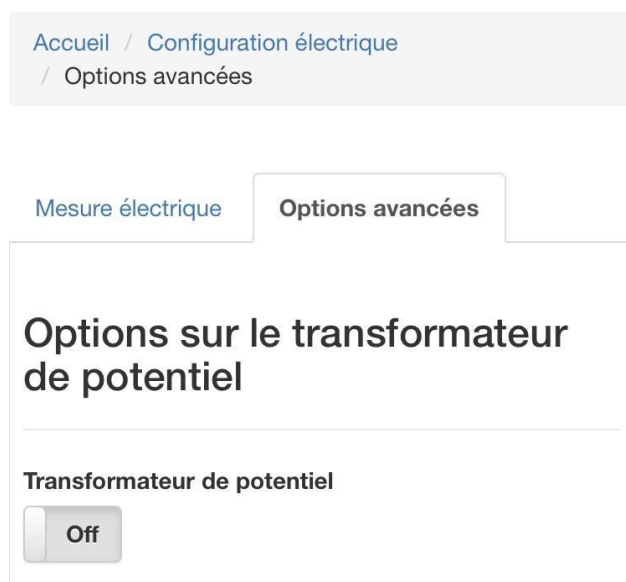 Accueil / Configuration électrique
/ Options avancées
Mesure électrique Options avancées
Options sur le transformateur
de potentiel
Transformateur de potentiel
Off